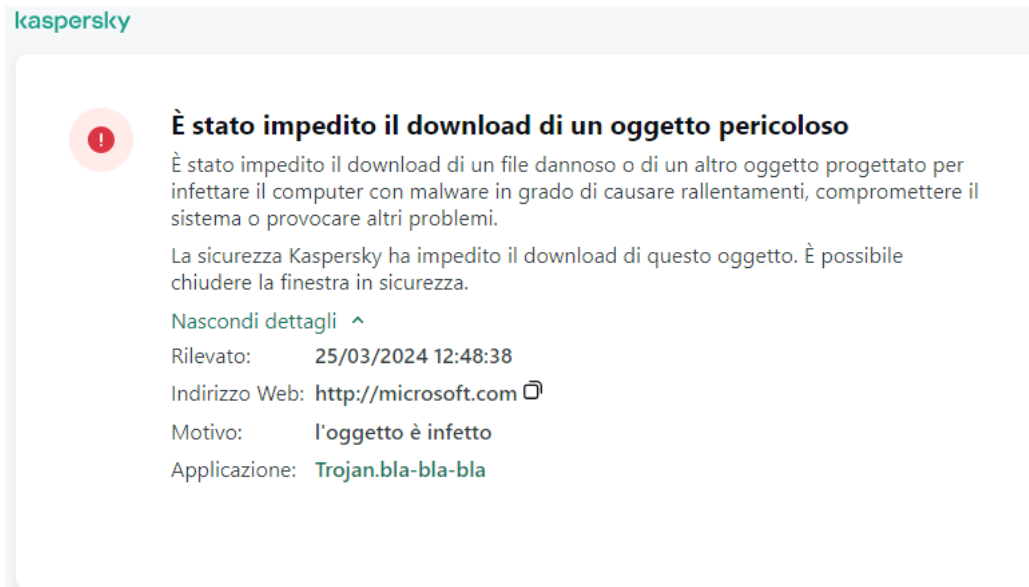 kaspersky
È stato impedito il download di un oggetto pericoloso
È stato impedito il download di un file dannoso o di un altro oggetto progettato per
infettare il computer con malware in grado di causare rallentamenti, compromettere il
sistema o provocare altri problemi.
La sicurezza Kaspersky ha impedito il download di questo oggetto. È possibile
chiudere la finestra in sicurezza.
Nascondi dettagli
Rilevato: 25/03/2024 12:48:38
Indirizzo Web: http://microsoft.com
Motivo: l'oggetto è infetto
Applicazione: Trojan.bla-bla-bla